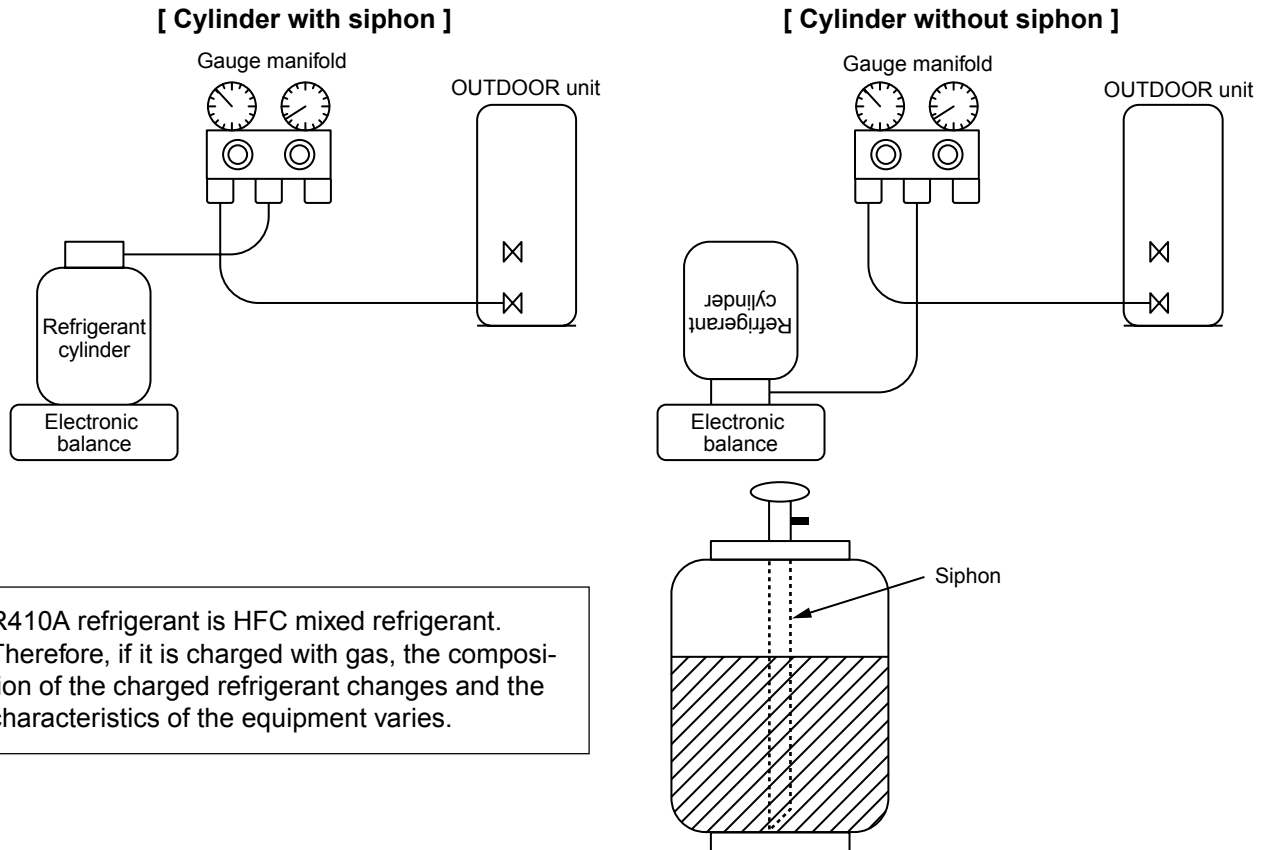 [ Cylinder with siphon ]
Gauge manifold
OUTDOOR unit
Refrigerant
cylinder
Electronic
balance
[ Cylinder without siphon ]
Gauge manifold
OUTDOOR unit
Refrigerant
cylinder
Electronic
balance
Siphon
R410A refrigerant is HFC mixed refrigerant.
Therefore, if it is charged with gas, the composi-
tion of the charged refrigerant changes and the
characteristics of the equipment varies.